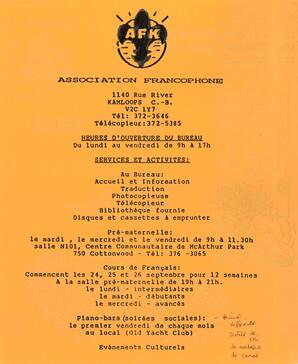 AFK
ASSOCIATION FRANCOPHONE
1140 Rue River
KAMLOOPS C.-B.
V2C 1Y7
Tél: 372-3646
Télécopieur:372-5385
HEURES D'OUVERTURE DU BUREAU
Du lundi au vendredi de 9h à 17h
SERVICES ET ACTIVITES:
Au Bureau:
Accueil et Information
Traduction
Photocopieuse
Télécopieur
Bibliothèque fournie
Disques et cassettes à emprunter
Pré-maternelle:
le mardi , le mercredi et le vendredi de 9h à 11.30h
salle N101, Centre Communautaire de McArthur Park
750 Cottonwood - Tél: 376 -3065
Cours de Français:
Commencent les 24, 25 et 26 septembre pour 12 semaines
à la salle pré-maternelle de 19h à 21h.
le lundi - intermédiaires
le mardi - débutants
le mercredi - avancés
Piano-bars (soirées sociales):
le premier vendredi de chaque mois
au local (Old Yacht Club)
Evènements Culturels